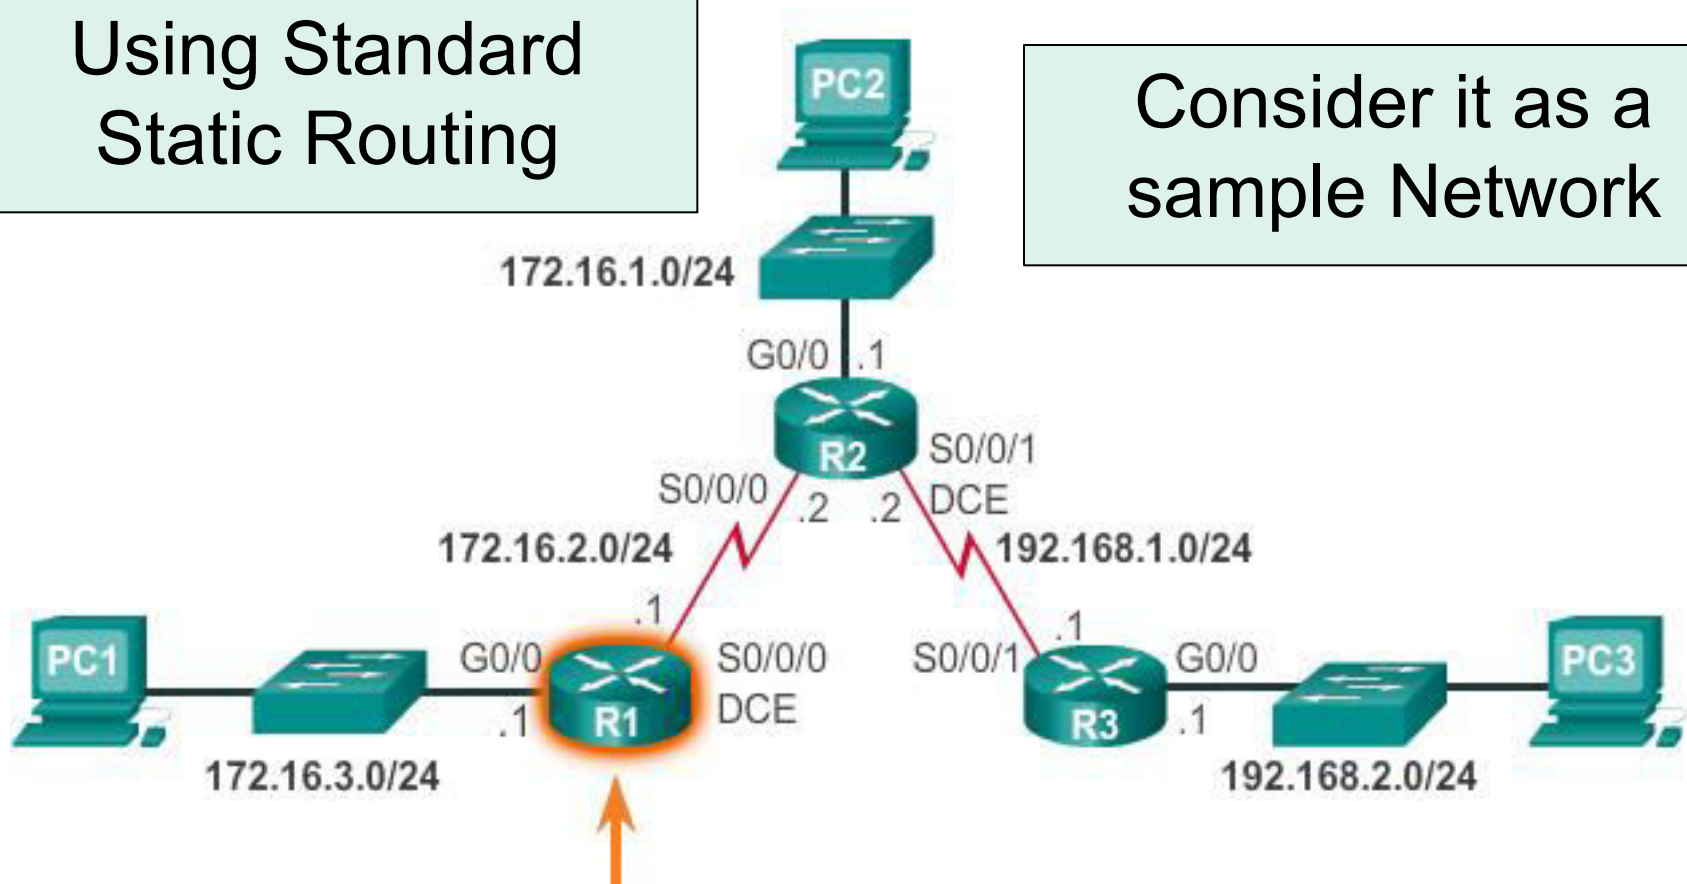 Using Standard
Static Routing
Consider it as a
sample Network
PC2
172.16.1.0/24
G0/0 .1
R2
S0/0/1
DCE
S0/0/0
.2 .2
172.16.2.0/24
192.168.1.0/24
.1
.1
PC1
G0/0
.1
R1
S0/0/0
DCE
S0/0/1
R3
G0/0
.1
PC3
172.16.3.0/24
192.168.2.0/24